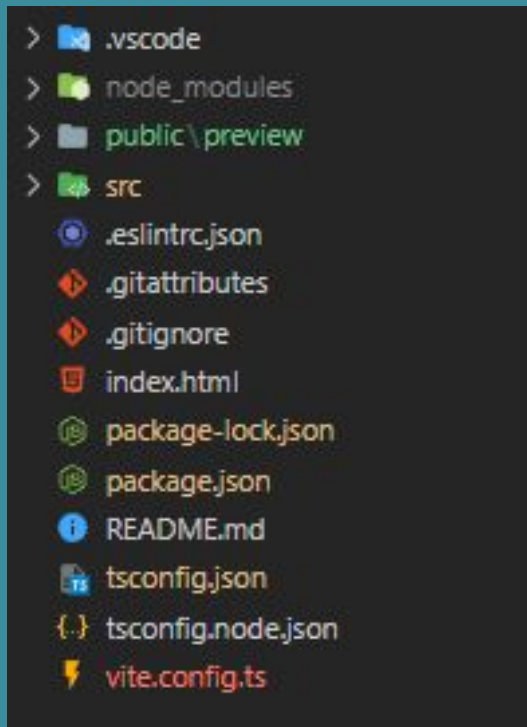 .vscode
node_modules
public\preview
src
.eslintrc.json
.gitattributes
.gitignore
index.html
package-lock.json
package.json
README.md
tsconfig.json
tsconfig.node.json
vite.config.ts